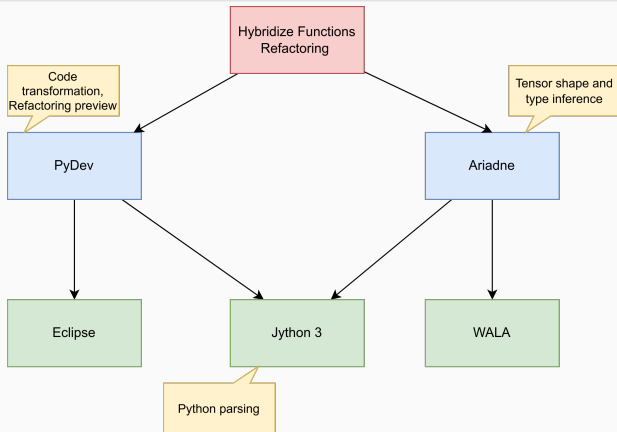 Hybridize Functions
Refactoring
Code
transformation,
Refactoring preview
Tensor shape and
type inference
PyDev
Ariadne
Eclipse
Jython 3
WALA
Python parsing